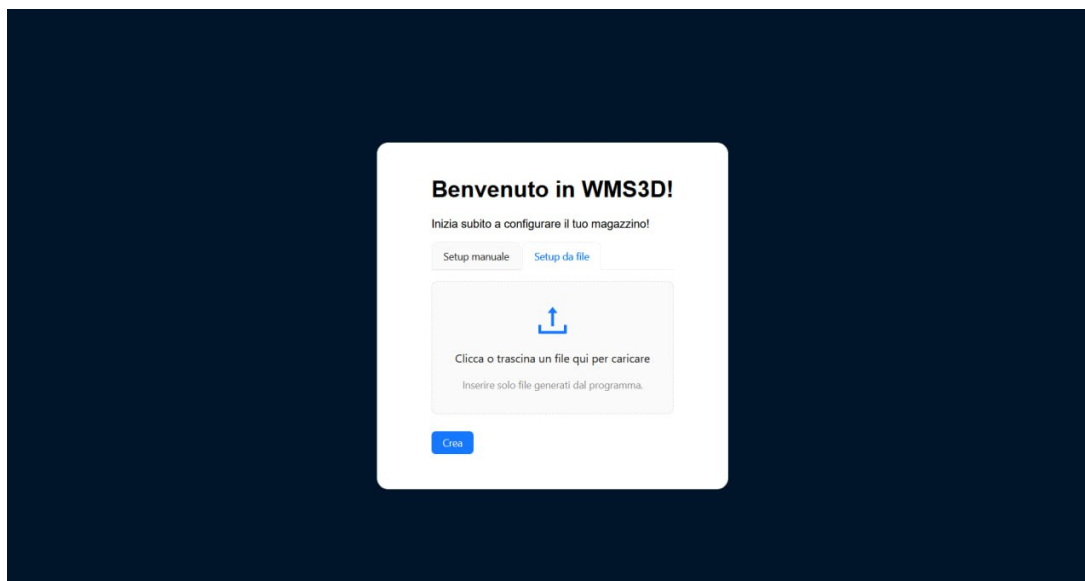 Benvenuto in WMS3D!
Inizia subito a configurare il tuo magazzino!
Setup manuale
Setup da file
Clicca o trascina un file qui per caricare
Inserire solo file generati dal programma.
Crea